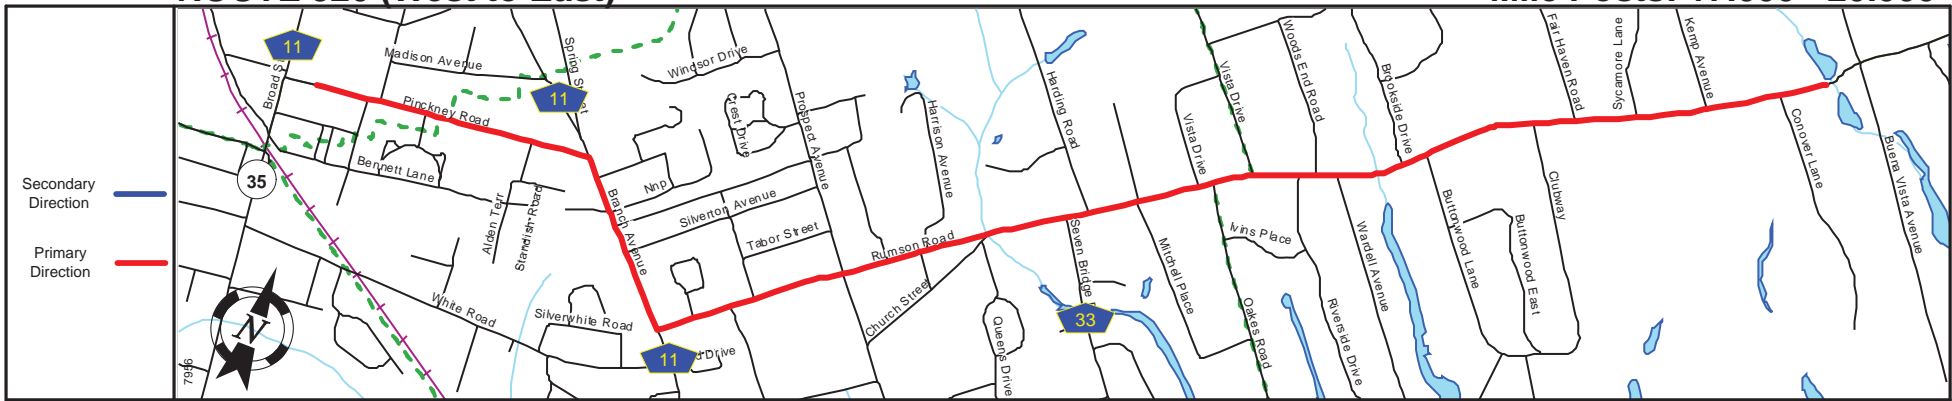 Secondary
Direction
Primary
Direction
11
Broad S
Madison Avenue
Pinckney Road
35
Bennett Lane
Spring Street
11
Windsor Drive
Crest Drive
Prospect Avenue
Nnp
Branch Avenue
Silverton Avenue
Tabor Street
Alden Terr
Standish Road
White Road
Silverwhite Road
11
d Drive
N
7956
Harrison Avenue
Rumson Road
Church Street
Queens Drive
Harding Road
Seven Bridge
33
Mitchell Place
Vista Drive
Vista Drive
Woods End Road
Ivins Place
Oakes Road
Riverside Drive
Wardell Avenue
Brookside Drive
Buttonwood Lane
Buttonwood East
Clubway
Fair Haven Road
Sycamore Lane
Kemp Avenue
Conover Lane
Buena Vista Avenue